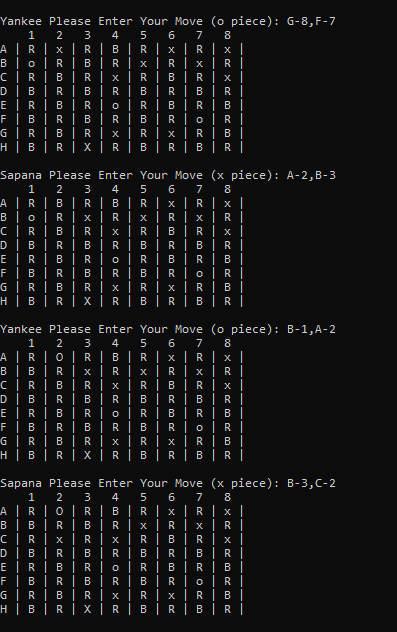 Yankee Please Enter Your Move (o piece): G-8,F-7
1 2 3 4 5 6 7 8
A | R | x | R | B | R | x | R | x |
B | o | R | B | R | x | R | x | R |
C | R | B | R | x | R | B | R | x |
D | B | R | B | R | B | R | B | R |
E | R | B | R | o | R | B | R | B |
F | B | R | B | R | B | R | o | R |
G | R | B | R | x | R | x | R | B |
H | B | R | X | R | B | R | B | R |
Sapana Please Enter Your Move (x piece): A-2,B-3
1 2 3 4 5 6 7 8
A | R | B | R | B | R | x | R | x |
B | o | R | x | R | x | R | x | R |
C | R | B | R | x | R | B | R | x |
D | B | R | B | R | B | R | B | R |
E | R | B | R | o | R | B | R | B |
F | B | R | B | R | B | R | o | R |
G | R | B | R | x | R | x | R | B |
H | B | R | X | R | B | R | B | R |
Yankee Please Enter Your Move (o piece): B-1,A-2
1 2 3 4 5 6 7 8
A | R | O | R | B | R | x | R | x |
B | B | R | x | R | x | R | x | R |
C | R | B | R | x | R | B | R | x |
D | B | R | B | R | B | R | B | R |
E | R | B | R | o | R | B | R | B |
F | B | R | B | R | B | R | o | R |
G | R | B | R | x | R | x | R | B |
H | B | R | X | R | B | R | B | R |
Sapana Please Enter Your Move (x piece): B-3,C-2
1 2 3 4 5 6 7 8
A | R | O | R | B | R | x | R | x |
B | B | R | B | R | x | R | x | R |
C | R | x | R | x | R | B | R | x |
D | B | R | B | R | B | R | B | R |
E | R | B | R | o | R | B | R | B |
F | B | R | B | R | B | R | o | R |
G | R | B | R | x | R | x | R | B |
H | B | R | X | R | B | R | B | R |